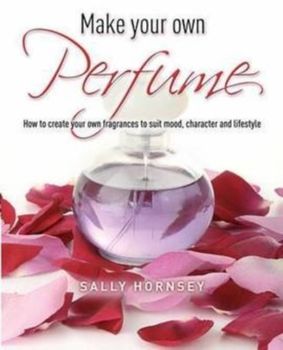 Make your own
Perfume
How to create your own fragrances to suit mood, character and lifestyle
SALLY HORNSEY